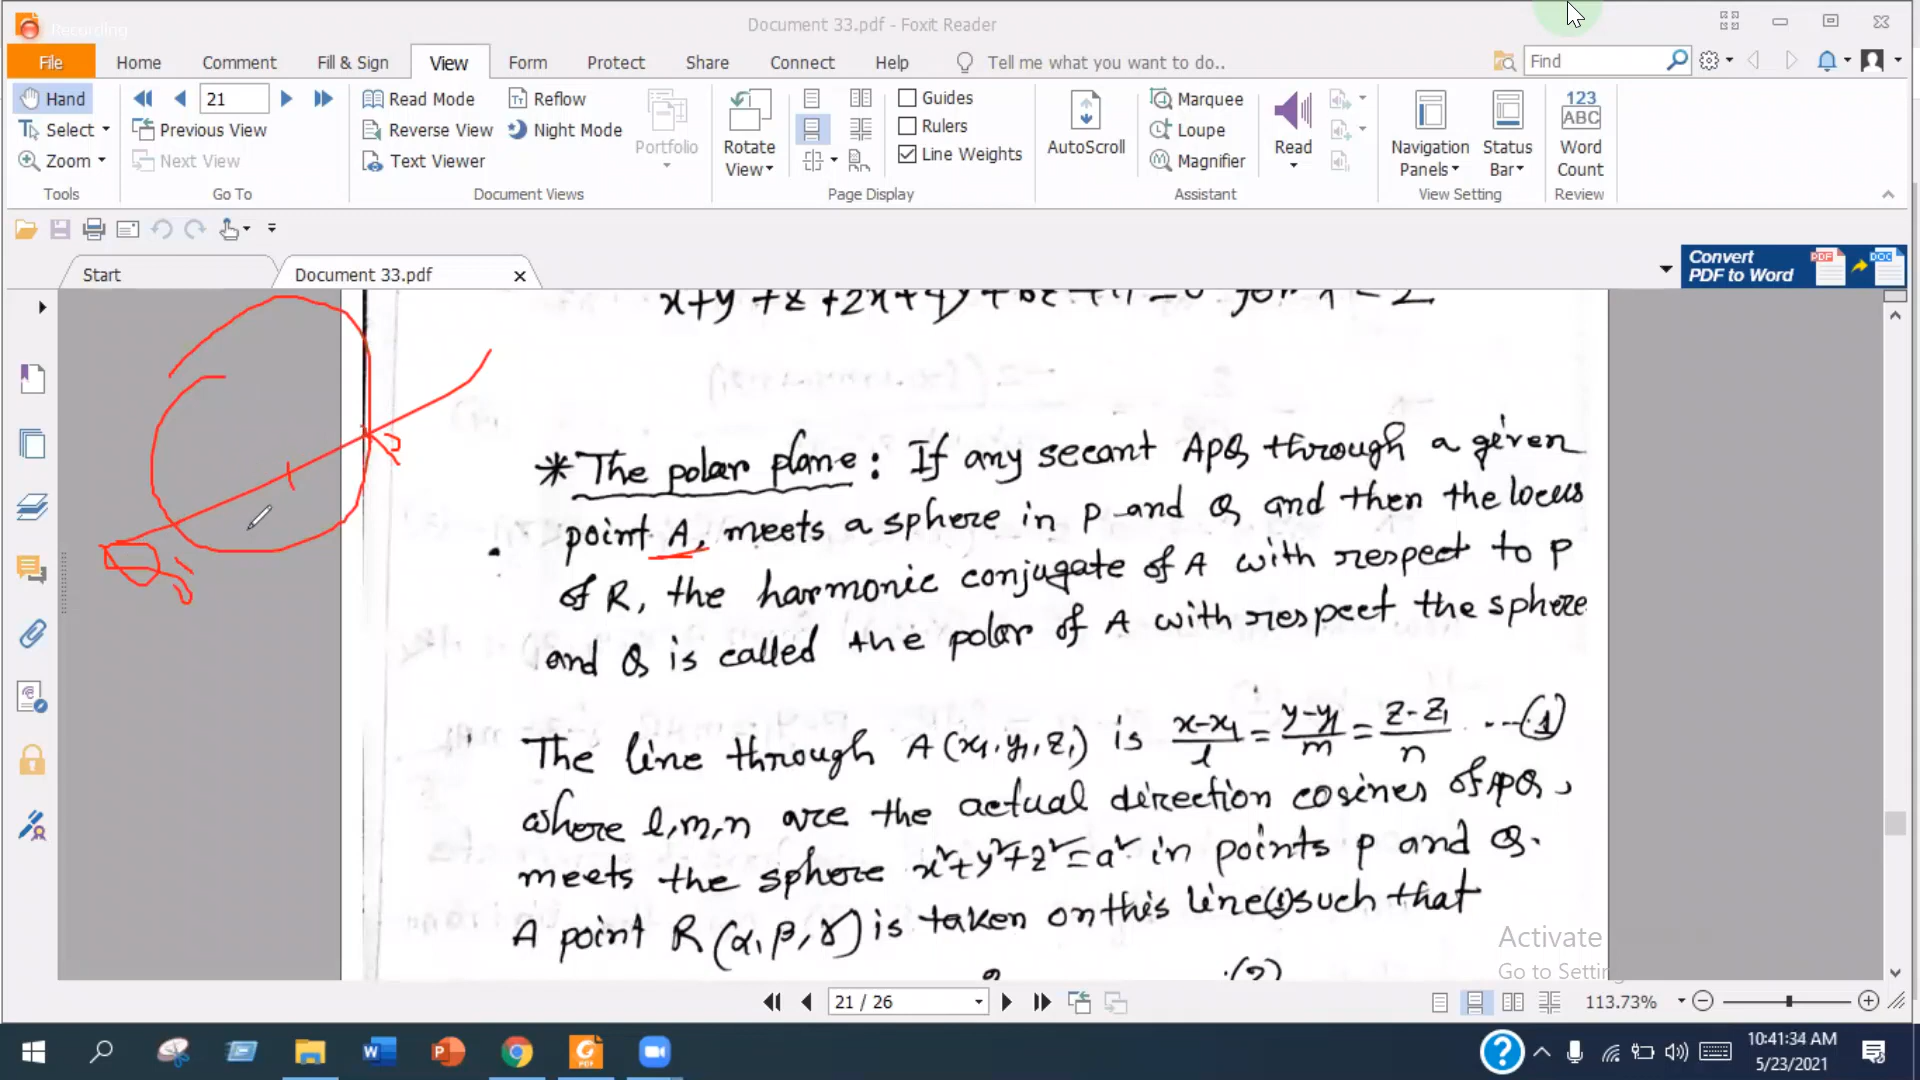 Recording
Document 33.pdf - Foxit Reader
File Home Comment Fill & Sign View Form Protect Share Connect Help Tell me what you want to do.. Find
Hand 21 Read Mode Reflow Guides Marquee
Select Previous View Reverse View Night Mode Rulers Loupe
Zoom Next View Text Viewer Portfolio Rotate View Line Weights AutoScroll Magnifier Read Navigation Panels Status Bar 123 ABC Word Count
Tools Go To Document Views Page Display Assistant View Setting Review
Start Document 33.pdf
Convert PDF to Word PDF DOC
* The polar plane: If any secant APQ through a given
point A, meets a sphere in p and Q and then the locus
of R, the harmonic conjugate of A with respect to p
and Q is called the polar of A with respect the sphere
The line through A(x₁, y₁, z₁) is x-x₁/l = y-y₁/m = z-z₁/n ...(1)
where l, m, n are the actual direction cosines of APQ,
meets the sphere x²+y²+z²=a² in points p and Q.
A point R(α, β, γ) is taken on this line(1) such that
(2)
Activate
Go to Settin
21 / 26 113.73%
10:41:34 AM
5/23/2021